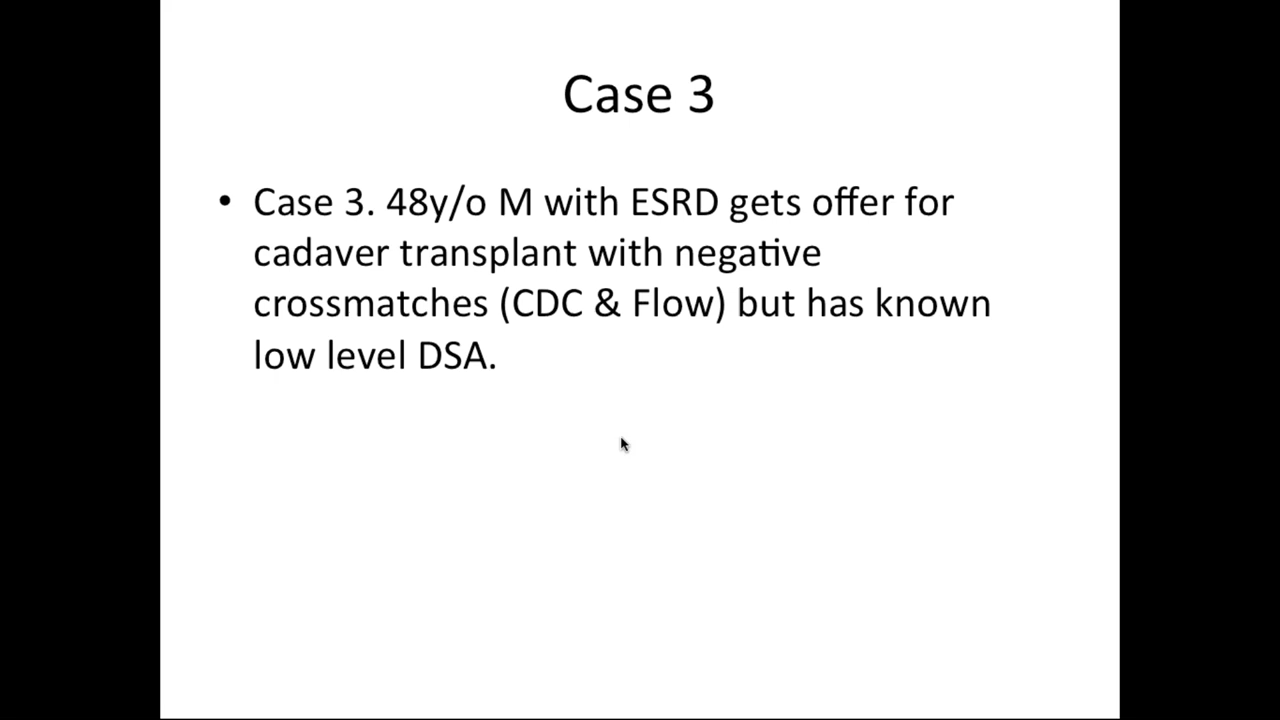 Case 3
• Case 3. 48y/o M with ESRD gets offer for
cadaver transplant with negative
crossmatches (CDC & Flow) but has known
low level DSA.